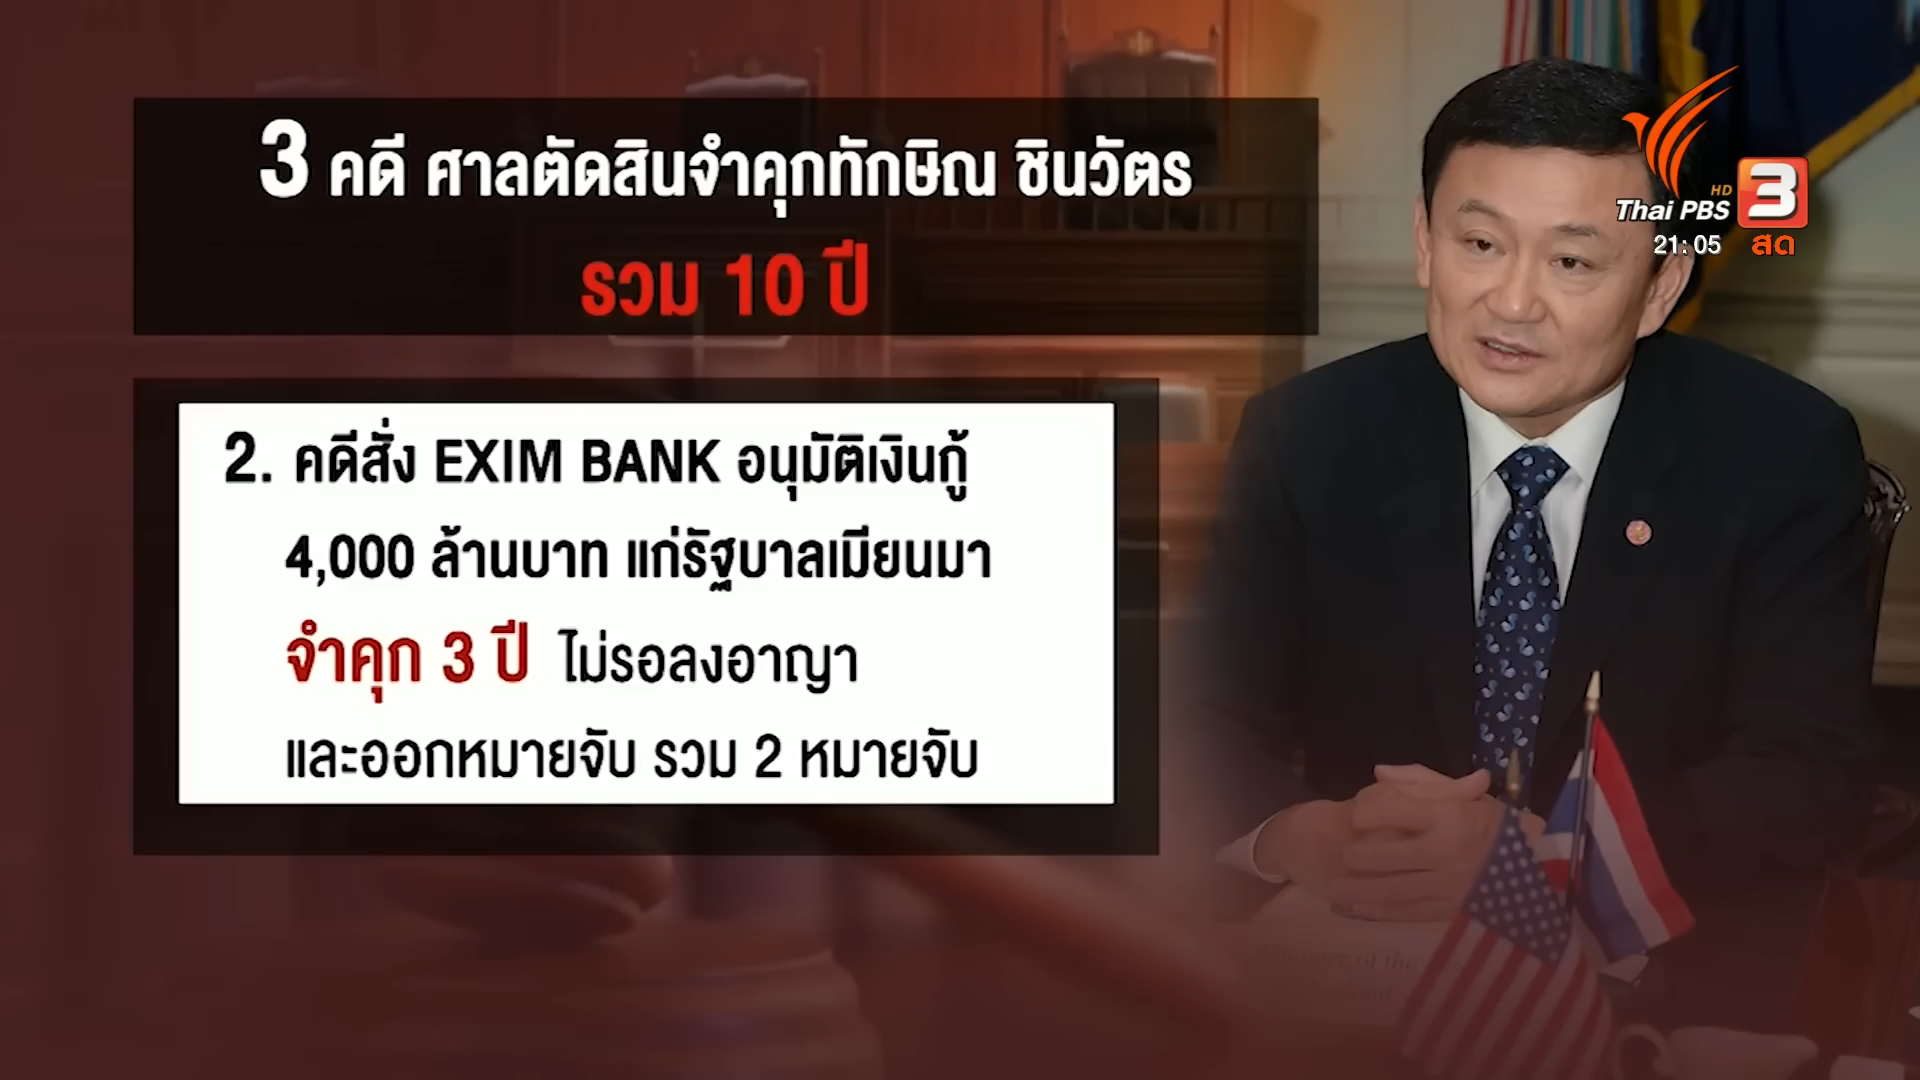 3 คดี ศาลตัดสินจำคุกทักษิณ ชินวัตร
รวม 10 ปี
HD
Thai PBS 3
21:05 สด
2. คดีสั่ง EXIM BANK อนุมัติเงินกู้
4,000 ล้านบาท แก่รัฐบาลเมียนมา
จำคุก 3 ปี ไม่รอลงอาญา
และออกหมายจับ รวม 2 หมายจับ